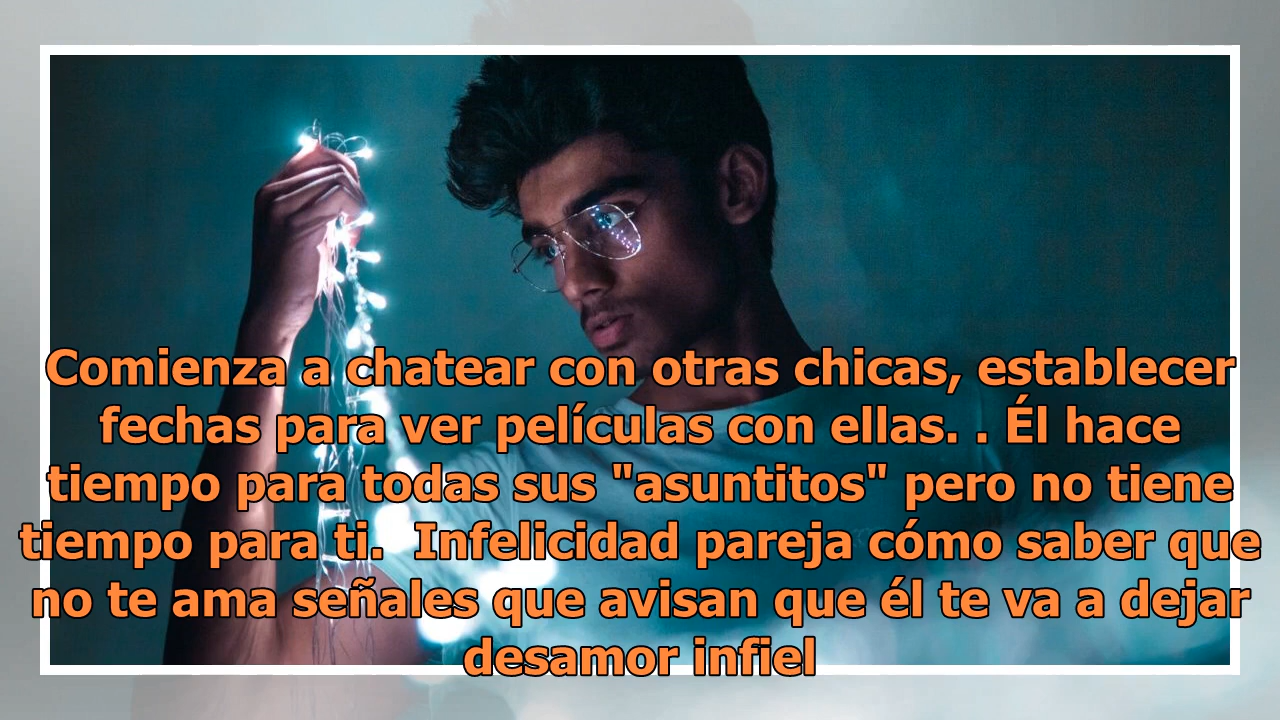 Comienza a chatear con otras chicas, establecer
fechas para ver películas con ellas. . Él hace
tiempo para todas sus "asuntitos" pero no tiene
tiempo para ti.  Infelicidad pareja cómo saber que
no te ama señales que avisan que él te va a dejar
desamor infiel